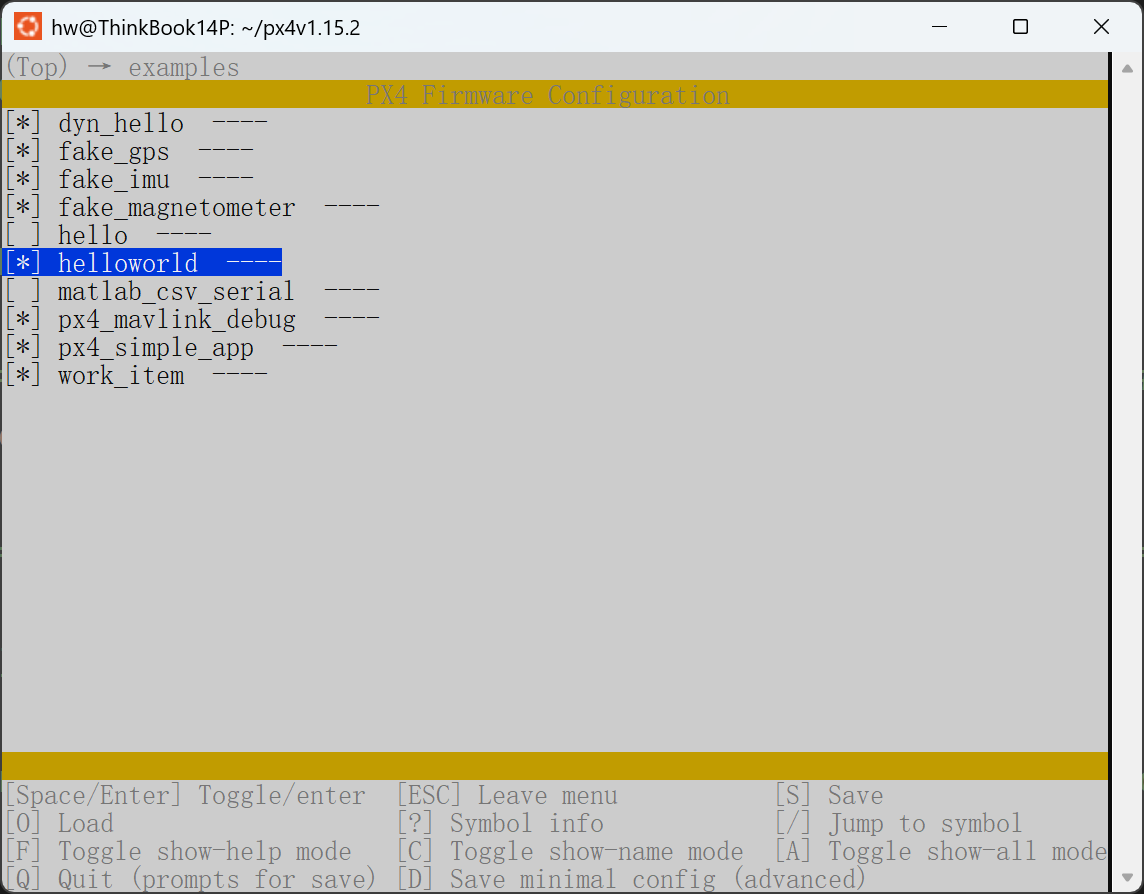 hw@ThinkBook14P: ~/px4v1.15.2
(Top) → examples
PX4 Firmware Configuration
[*] dyn_hello  ----
[*] fake_gps  ----
[*] fake_imu  ----
[*] fake_magnetometer  ----
[ ] hello  ----
[*] helloworld  ----
[ ] matlab_csv_serial  ----
[*] px4_mavlink_debug  ----
[*] px4_simple_app  ----
[*] work_item  ----
[Space/Enter] Toggle/enter  [ESC] Leave menu  [S] Save
[O] Load  [?] Symbol info  [/] Jump to symbol
[F] Toggle show-help mode  [C] Toggle show-name mode  [A] Toggle show-all mode
[Q] Quit (prompts for save)  [D] Save minimal config (advanced)